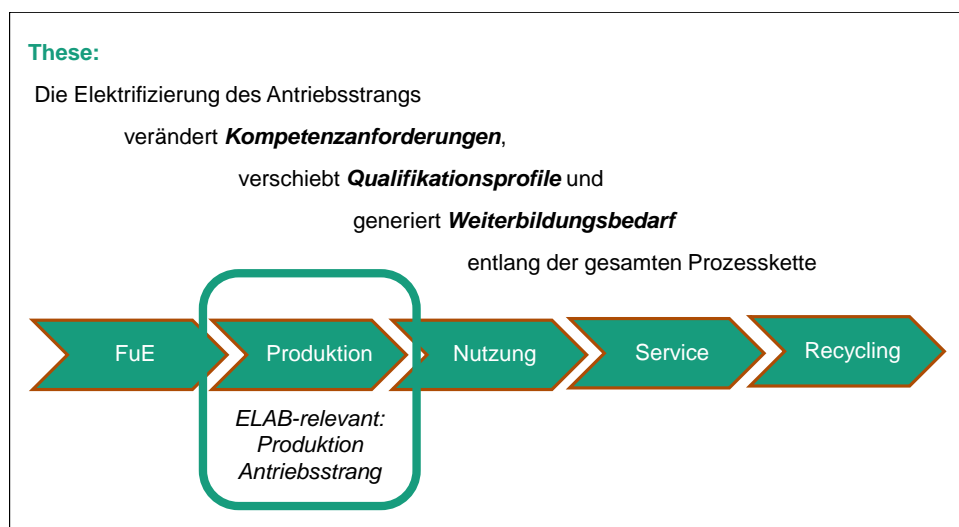 These:
Die Elektrifizierung des Antriebsstrangs
verändert Kompetenzanforderungen,
verschiebt Qualifikationsprofile und
generiert Weiterbildungsbedarf
entlang der gesamten Prozesskette
FuE
Produktion
Nutzung
Service
Recycling
ELAB-relevant:
Produktion
Antriebsstrang